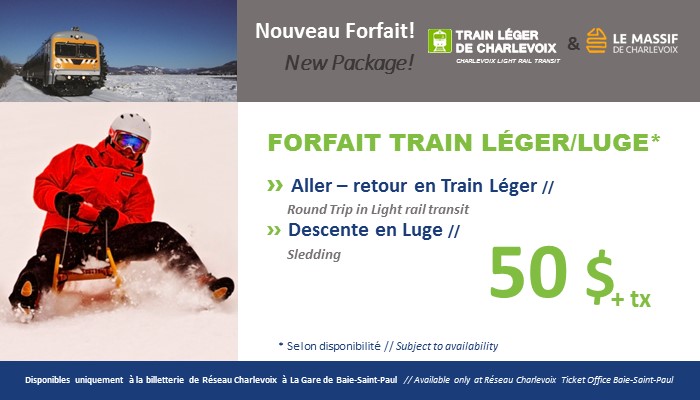 Nouveau Forfait!
New Package!
TRAIN LÉGER
DE CHARLEVOIX
CHARLEVOIX LIGHT RAIL TRANSIT
&
LE MASSIF
DE CHARLEVOIX
FORFAIT TRAIN LÉGER/LUGE*
» Aller – retour en Train Léger //
Round Trip in Light rail transit
» Descente en Luge //
Sledding
50 $ + tx
* Selon disponibilité // Subject to availability
Disponibles uniquement à la billetterie de Réseau Charlevoix à La Gare de Baie-Saint-Paul // Available only at Réseau Charlevoix Ticket Office Baie-Saint-Paul